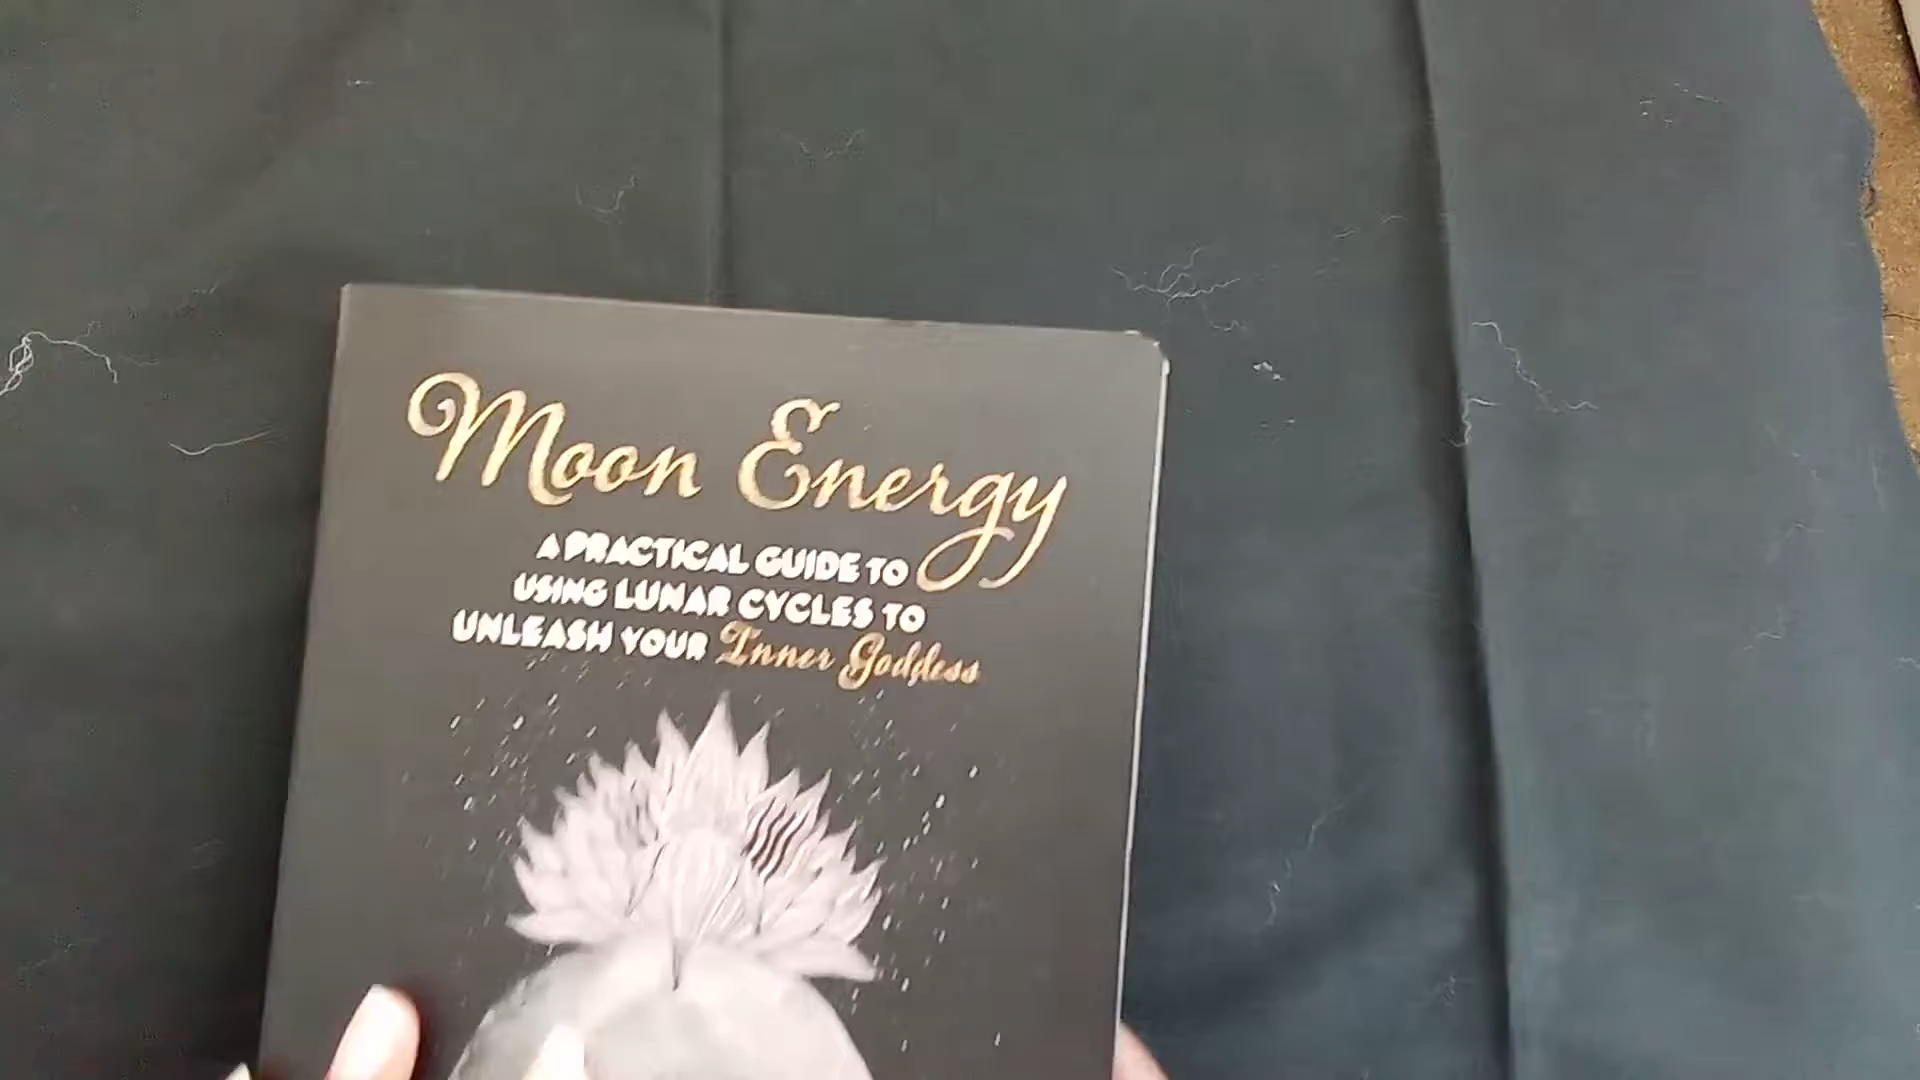 Moon Energy
A PRACTICAL GUIDE TO
USING LUNAR CYCLES TO
UNLEASH YOUR Inner Goddess